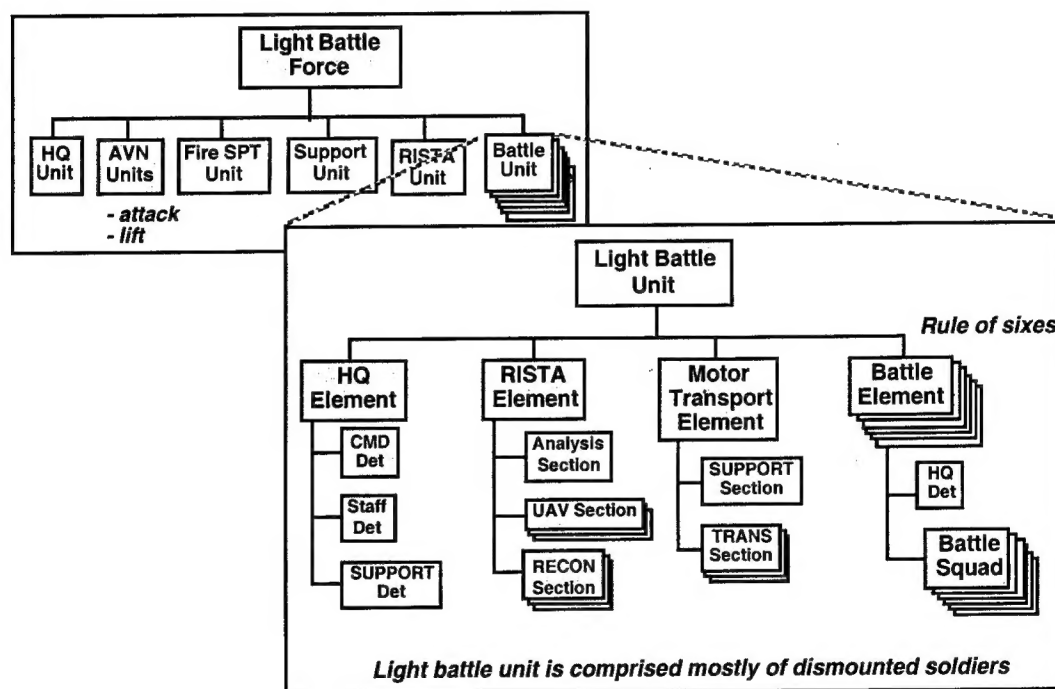 Light Battle
Force
HQ
Unit
AVN
Units
Fire SPT
Unit
Support
Unit
RISTA
Unit
Battle
Unit
- attack
- lift
Light Battle
Unit
Rule of sixes
HQ
Element
RISTA
Element
Motor
Transport
Element
Battle
Element
CMD
Det
Staff
Det
SUPPORT
Det
Analysis
Section
UAV Section
RECON
Section
SUPPORT
Section
TRANS
Section
HQ
Det
Battle
Squad
Light battle unit is comprised mostly of dismounted soldiers